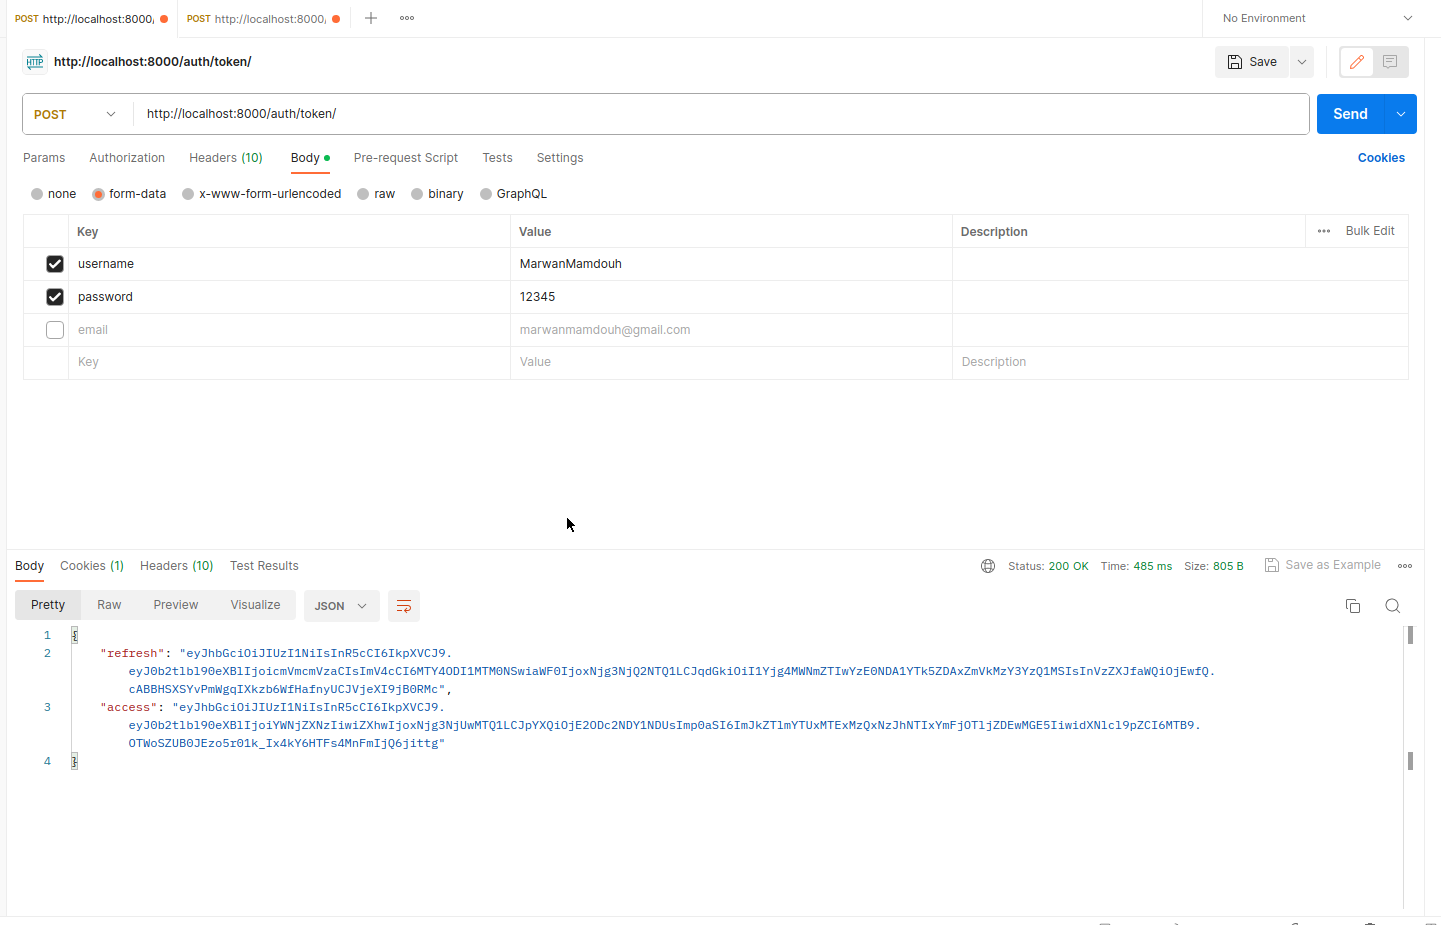 POST http://localhost:8000, POST http://localhost:8000, No Environment
HTTP http://localhost:8000/auth/token/ Save
POST http://localhost:8000/auth/token/ Send
Params Authorization Headers (10) Body Pre-request Script Tests Settings Cookies
none form-data x-www-form-urlencoded raw binary GraphQL
Key Value Description Bulk Edit
username MarwanMamdouh
password 12345
email marwanmamdouh@gmail.com
Key Value Description
Body Cookies (1) Headers (10) Test Results Status: 200 OK Time: 485 ms Size: 805 B Save as Example
Pretty Raw Preview Visualize JSON
1 {
2 "refresh": "eyJhbGciOiJIUzI1NiIsInR5cCI6IkpXVCJ9.
eyJ0b2tlbl90eXBlIjoicmVmcmVzaCIsImV4cCI6MTY4ODI1MTM0NSwiaWF0IjoxNjg3NjQ2NTQ1LCJqdGkiOiI1Yjg4MWNmZTIwYzE0NDA1YTk5ZDAxZmVkMzY3YzQ1MSIsInVzZXJfaWQiOjEwfQ.
cABBHSXSYvPmWgqIXkzb6WfHafnyUCJVjeXI9jB0RMc",
3 "access": "eyJhbGciOiJIUzI1NiIsInR5cCI6IkpXVCJ9.
eyJ0b2tlbl90eXBlIjoiYWNjZXNzIiwiZXhwIjoxNjg3NjUwMTQ1LCJpYXQiOjE2ODc2NDY1NDUsImp0aSI6ImJkZTlmYTUxMTExMzQxNzJhNTIxYmFjOTljZDEwMGE5IiwidXNlcl9pZCI6MTB9.
OTWoSZUB0JEzo5r01k_Ix4kY6HTFs4MnFmIjQ6jittg"
4 }